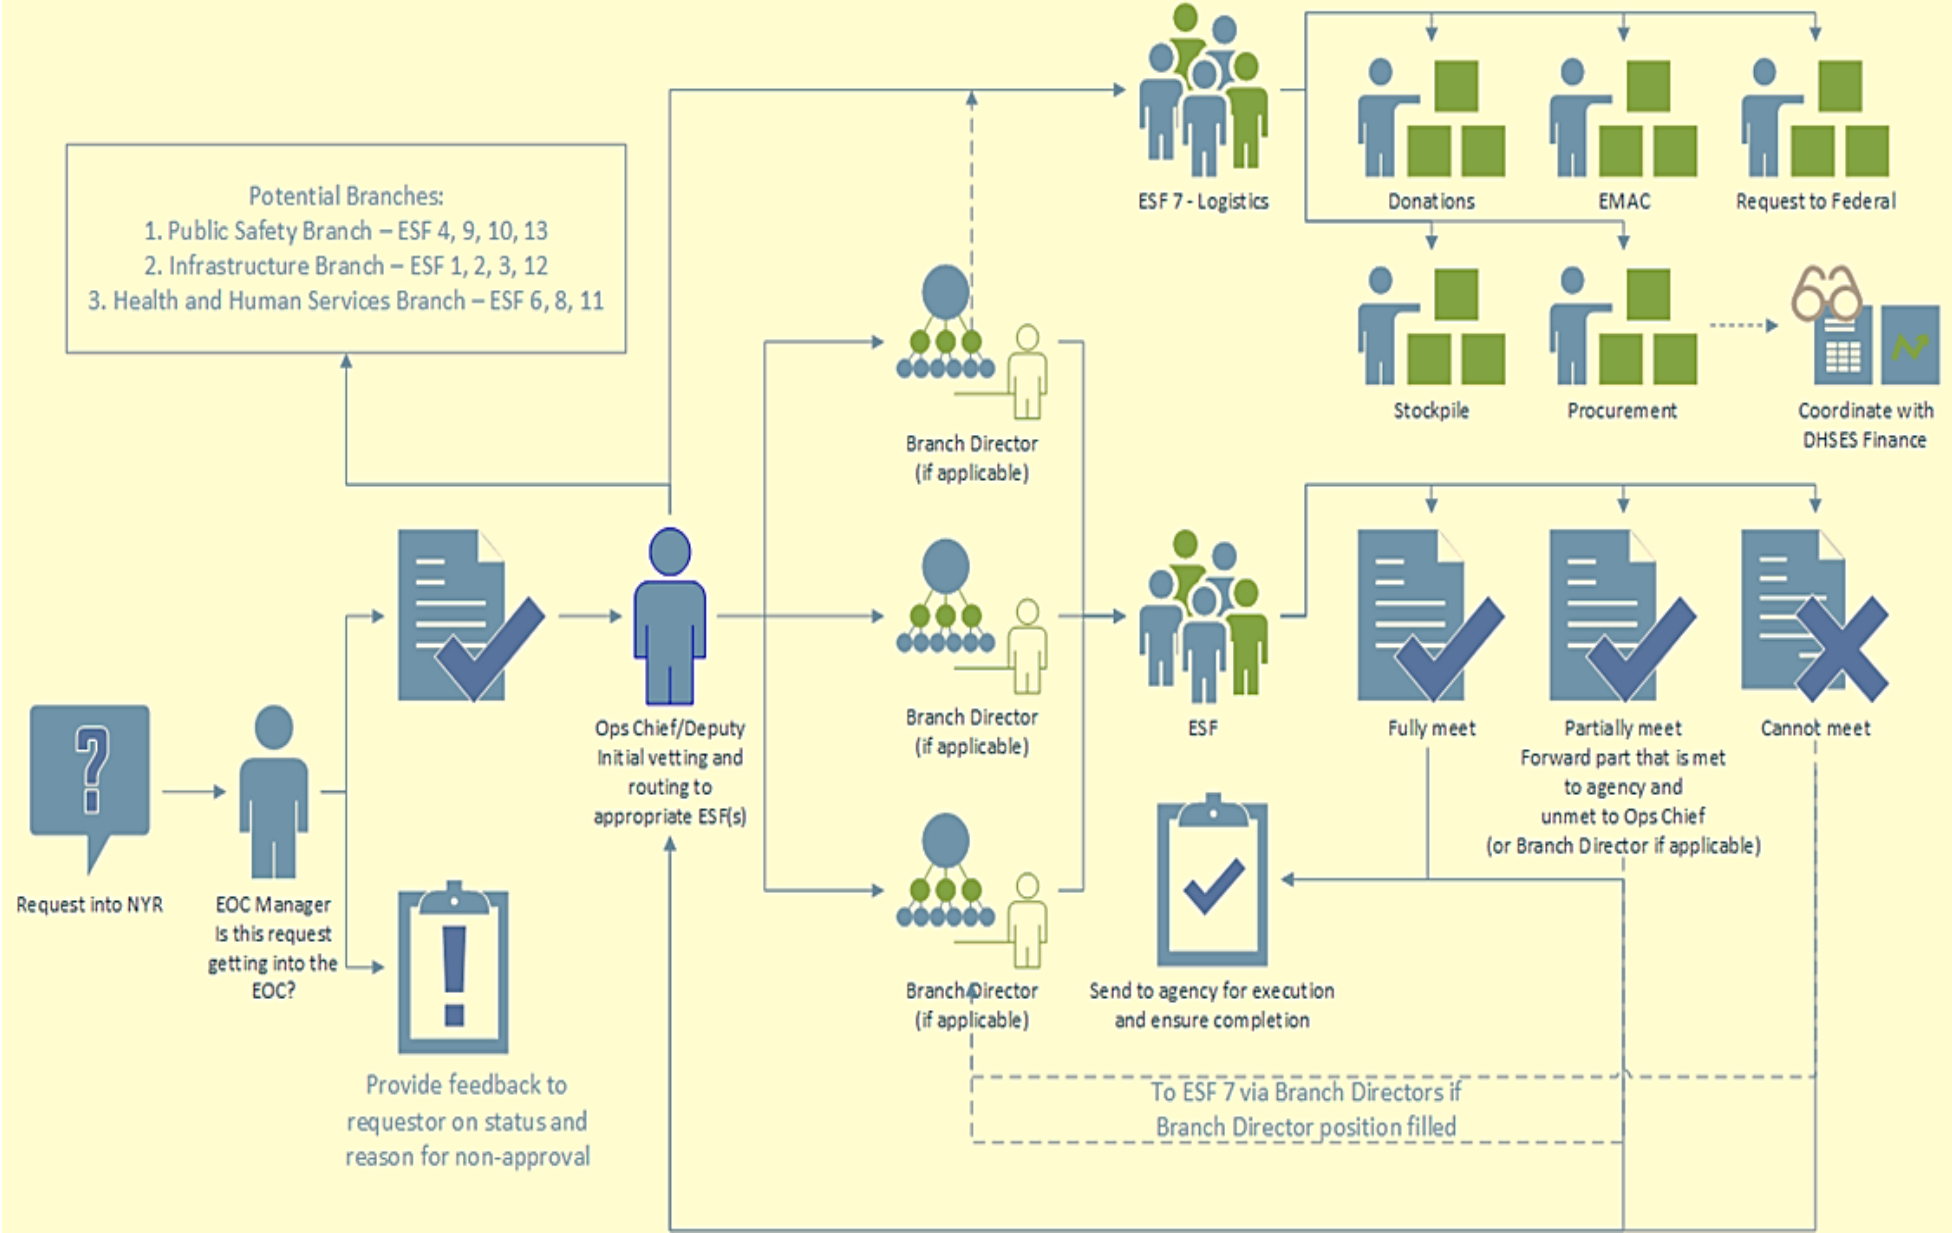 ESF 7 - Logistics
Donations
EMAC
Request to Federal
Potential Branches:
1. Public Safety Branch – ESF 4, 9, 10, 13
2. Infrastructure Branch – ESF 1, 2, 3, 12
3. Health and Human Services Branch – ESF 6, 8, 11
Stockpile
Procurement
Coordinate with
DHSES Finance
Branch Director
(if applicable)
Ops Chief/Deputy
Initial vetting and
routing to
appropriate ESF(s)
Branch Director
(if applicable)
ESF
Fully meet
Partially meet
Forward part that is met
to agency and
unmet to Ops Chief
(or Branch Director if applicable)
Cannot meet
?
Request into NYR
EOC Manager
Is this request
getting into the
EOC?
!
Provide feedback to
requestor on status and
reason for non-approval
Branch Director
(if applicable)
Send to agency for execution
and ensure completion
To ESF 7 via Branch Directors if
Branch Director position filled